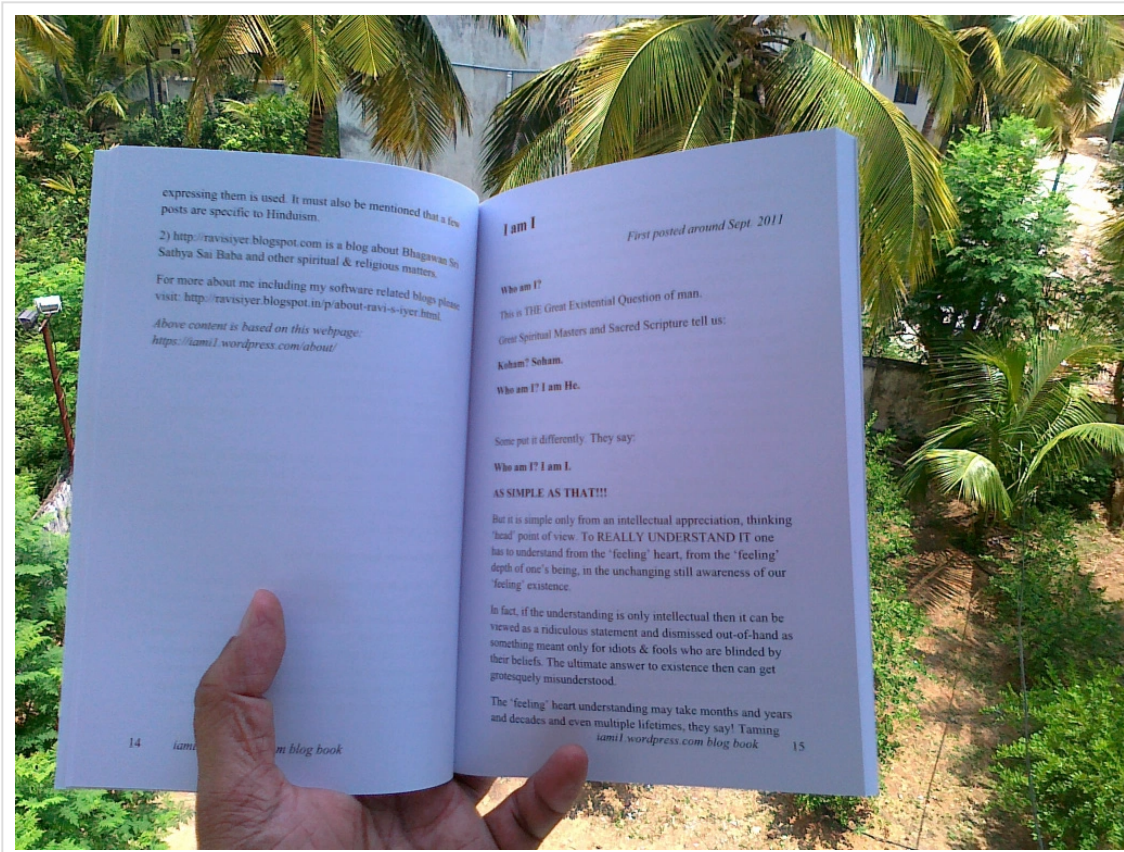 expressing them is used. It must also be mentioned that a few
posts are specific to Hinduism.
2) http://ravisiyer.blogspot.com is a blog about Bhagawan Sri
Sathya Sai Baba and other spiritual & religious matters.
For more about me including my software related blogs please
visit: http://ravisiyer.blogspot.in/p/about-ravi-s-iyer.html.
Above content is based on this webpage:
https://iami1.wordpress.com/about/
14 iami m blog book
I am I
First posted around Sept. 2011
Who am I?
This is THE Great Existential Question of man.
Great Spiritual Masters and Sacred Scripture tell us:
Koham? Soham.
Who am I? I am He.
Some put it differently. They say:
Who am I? I am I.
AS SIMPLE AS THAT!!!
But it is simple only from an intellectual appreciation, thinking
'head' point of view. To REALLY UNDERSTAND IT one
has to understand from the 'feeling' heart, from the 'feeling'
depth of one's being, in the unchanging still awareness of our
'feeling' existence.
In fact, if the understanding is only intellectual then it can be
viewed as a ridiculous statement and dismissed out-of-hand as
something meant only for idiots & fools who are blinded by
their beliefs. The ultimate answer to existence then can get
grotesquely misunderstood.
The 'feeling' heart understanding may take months and years
and decades and even multiple lifetimes, they say! Taming
iami1.wordpress.com blog book 15